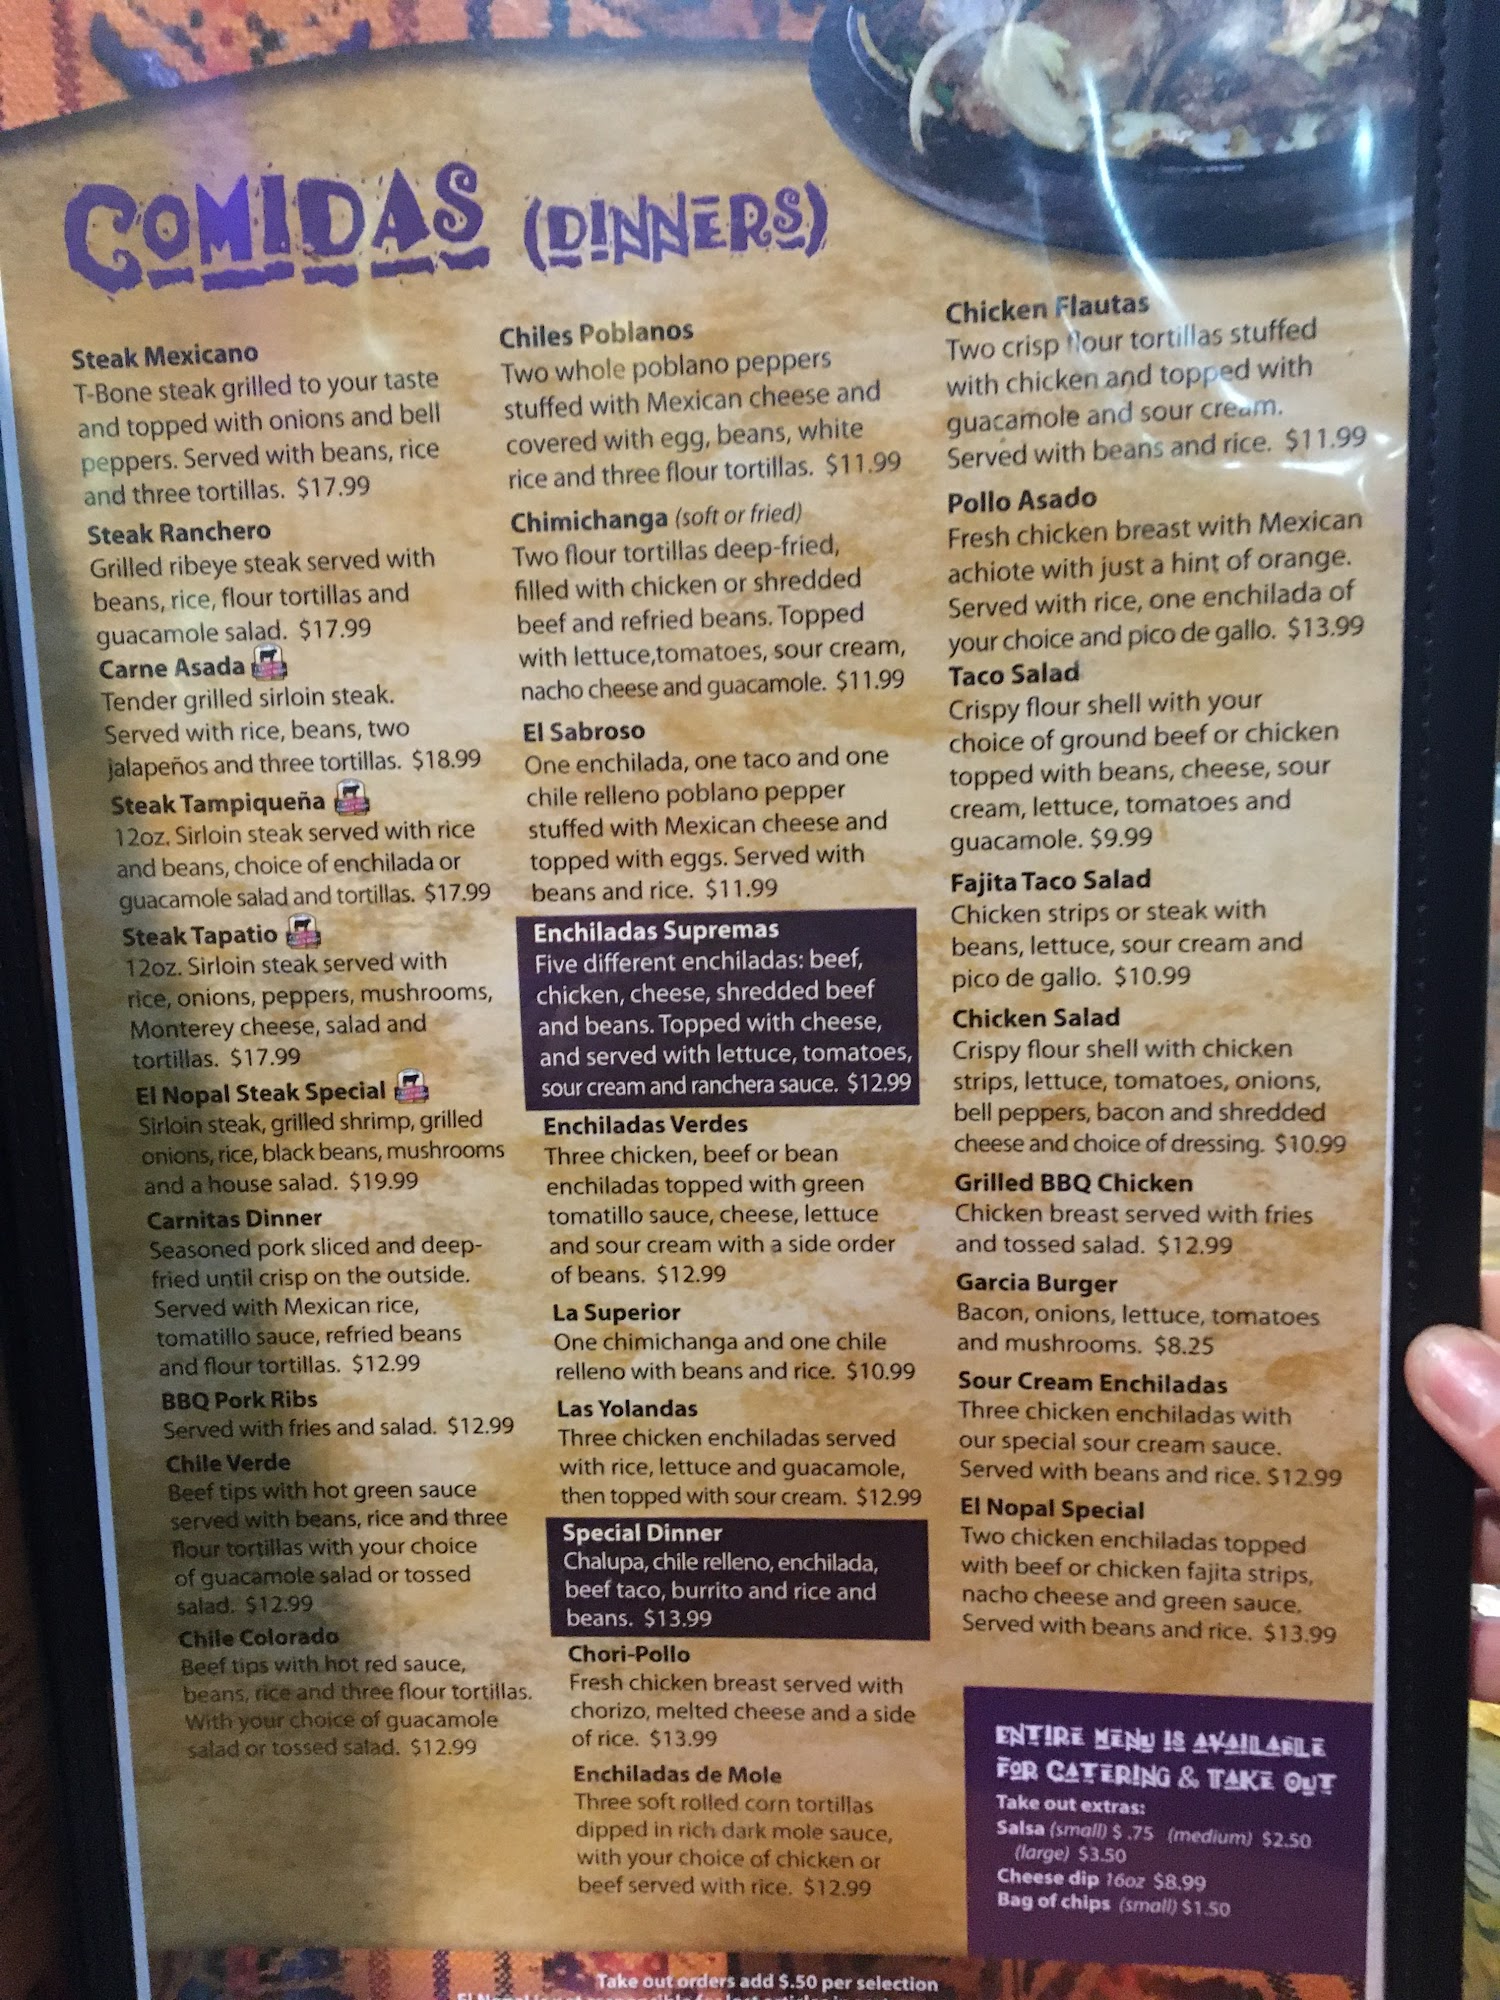 COMIDAS (DINNERS)
Steak Mexicano
T-Bone steak grilled to your taste
and topped with onions and bell
peppers. Served with beans, rice
and three tortillas. $17.99
Steak Ranchero
Grilled ribeye steak served with
beans, rice, flour tortillas and
guacamole salad. $17.99
Carne Asada
Tender grilled sirloin steak.
Served with rice, beans, two
jalapeños and three tortillas. $18.99
Steak Tampiqueña
12oz. Sirloin steak served with rice
and beans, choice of enchilada or
guacamole salad and tortillas. $17.99
Steak Tapatio
12oz. Sirloin steak served with
rice, onions, peppers, mushrooms,
Monterey cheese, salad and
tortillas. $17.99
El Nopal Steak Special
Sirloin steak, grilled shrimp, grilled
onions, rice, black beans, mushrooms
and a house salad. $19.99
Carnitas Dinner
Seasoned pork sliced and deep-
fried until crisp on the outside.
Served with Mexican rice,
tomatillo sauce, refried beans
and flour tortillas. $12.99
BBQ Pork Ribs
Served with fries and salad. $12.99
Chile Verde
Beef tips with hot green sauce
served with beans, rice and three
flour tortillas with your choice
of guacamole salad or tossed
salad. $12.99
Chile Colorado
Beef tips with hot red sauce,
beans, rice and three flour tortillas.
With your choice of guacamole
salad or tossed salad. $12.99
Chiles Poblanos
Two whole poblano peppers
stuffed with Mexican cheese and
covered with egg, beans, white
rice and three flour tortillas. $11.99
Chimichanga (soft or fried)
Two flour tortillas deep-fried,
filled with chicken or shredded
beef and refried beans. Topped
with lettuce,tomatoes, sour cream,
nacho cheese and guacamole. $11.99
El Sabroso
One enchilada, one taco and one
chile relleno poblano pepper
stuffed with Mexican cheese and
topped with eggs. Served with
beans and rice. $11.99
Enchiladas Supremas
Five different enchiladas: beef,
chicken, cheese, shredded beef
and beans. Topped with cheese,
and served with lettuce, tomatoes,
sour cream and ranchera sauce. $12.99
Enchiladas Verdes
Three chicken, beef or bean
enchiladas topped with green
tomatillo sauce, cheese, lettuce
and sour cream with a side order
of beans. $12.99
La Superior
One chimichanga and one chile
relleno with beans and rice. $10.99
Las Yolandas
Three chicken enchiladas served
with rice, lettuce and guacamole,
then topped with sour cream. $12.99
Special Dinner
Chalupa, chile relleno, enchilada,
beef taco, burrito and rice and
beans. $13.99
Chori-Pollo
Fresh chicken breast served with
chorizo, melted cheese and a side
of rice. $13.99
Enchiladas de Mole
Three soft rolled corn tortillas
dipped in rich dark mole sauce,
with your choice of chicken or
beef served with rice. $12.99
Chicken Flautas
Two crisp flour tortillas stuffed
with chicken and topped with
guacamole and sour cream.
Served with beans and rice. $11.99
Pollo Asado
Fresh chicken breast with Mexican
achiote with just a hint of orange.
Served with rice, one enchilada of
your choice and pico de gallo. $13.99
Taco Salad
Crispy flour shell with your
choice of ground beef or chicken
topped with beans, cheese, sour
cream, lettuce, tomatoes and
guacamole. $9.99
Fajita Taco Salad
Chicken strips or steak with
beans, lettuce, sour cream and
pico de gallo. $10.99
Chicken Salad
Crispy flour shell with chicken
strips, lettuce, tomatoes, onions,
bell peppers, bacon and shredded
cheese and choice of dressing. $10.99
Grilled BBQ Chicken
Chicken breast served with fries
and tossed salad. $12.99
Garcia Burger
Bacon, onions, lettuce, tomatoes
and mushrooms. $8.25
Sour Cream Enchiladas
Three chicken enchiladas with
our special sour cream sauce.
Served with beans and rice. $12.99
El Nopal Special
Two chicken enchiladas topped
with beef or chicken fajita strips,
nacho cheese and green sauce.
Served with beans and rice. $13.99
ENTIRE MENU IS AVAILABLE
FOR CATERING & TAKE OUT
Take out extras:
Salsa (small) $ .75 (medium) $2.50
(large) $3.50
Cheese dip 16oz $8.99
Bag of chips (small) $1.50
Take out orders add $.50 per selection